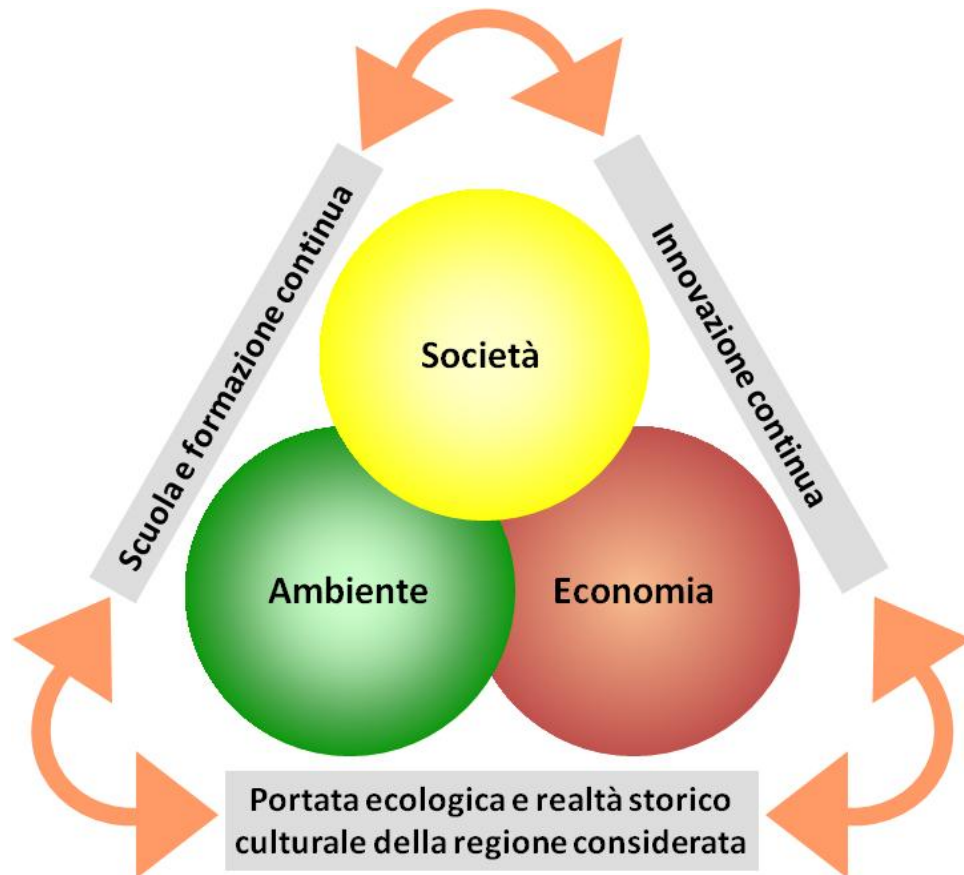 Scuola e formazione continua
Innovazione continua
Società
Ambiente
Economia
Portata ecologica e realtà storico
culturale della regione considerata